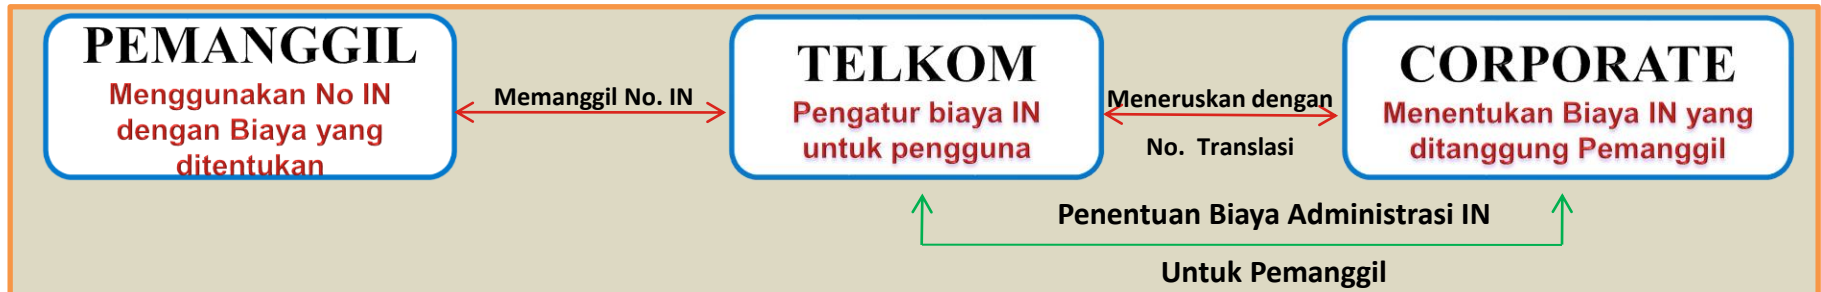 PEMANGGIL
Menggunakan No IN
dengan Biaya yang
ditentukan
Memanggil No. IN
TELKOM
Pengatur biaya IN
untuk pengguna
Meneruskan dengan
No. Translasi
CORPORATE
Menentukan Biaya IN yang
ditanggung Pemanggil
Penentuan Biaya Administrasi IN
Untuk Pemanggil